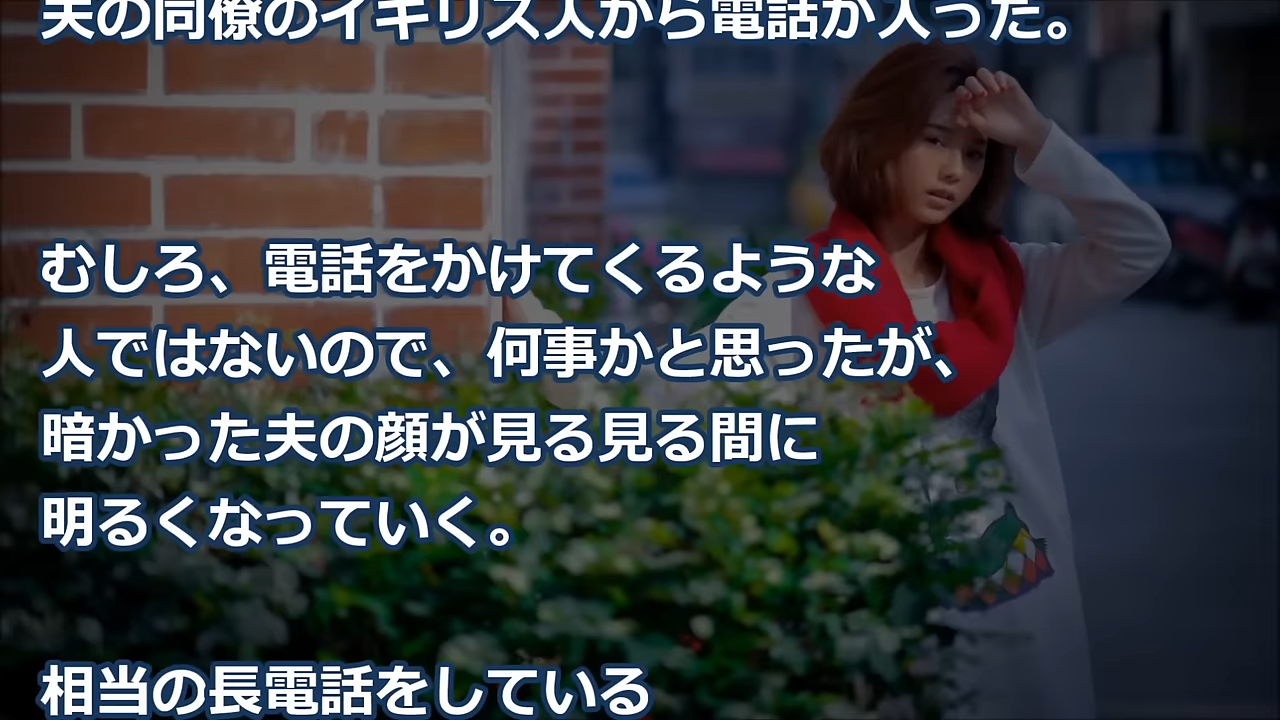 夫の同僚のイギリス人から電話が入った。
むしろ、電話をかけてくるような
人ではないので、何事かと思ったが、
暗かった夫の顔が見る見る間に
明るくなっていく。
相当の長電話をしている